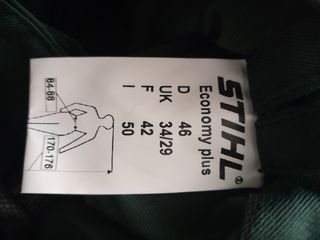 STIHL®
Economy plus
D 46
UK 34/29
F 42
I 50
84-88
170-176